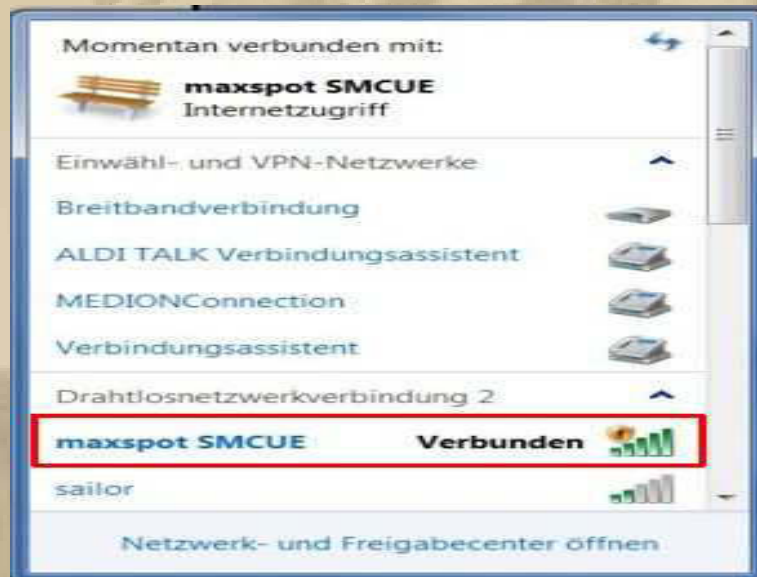 Momentan verbunden mit:
maxspot SMCUE
Internetzugriff
Einwähl- und VPN-Netzwerke
Breitbandverbindung
ALDI TALK Verbindungsassistent
MEDIONConnection
Verbindungsassistent
Drahtlosnetzwerkverbindung 2
maxspot SMCUE Verbunden
sailor
Netzwerk- und Freigabecenter öffnen